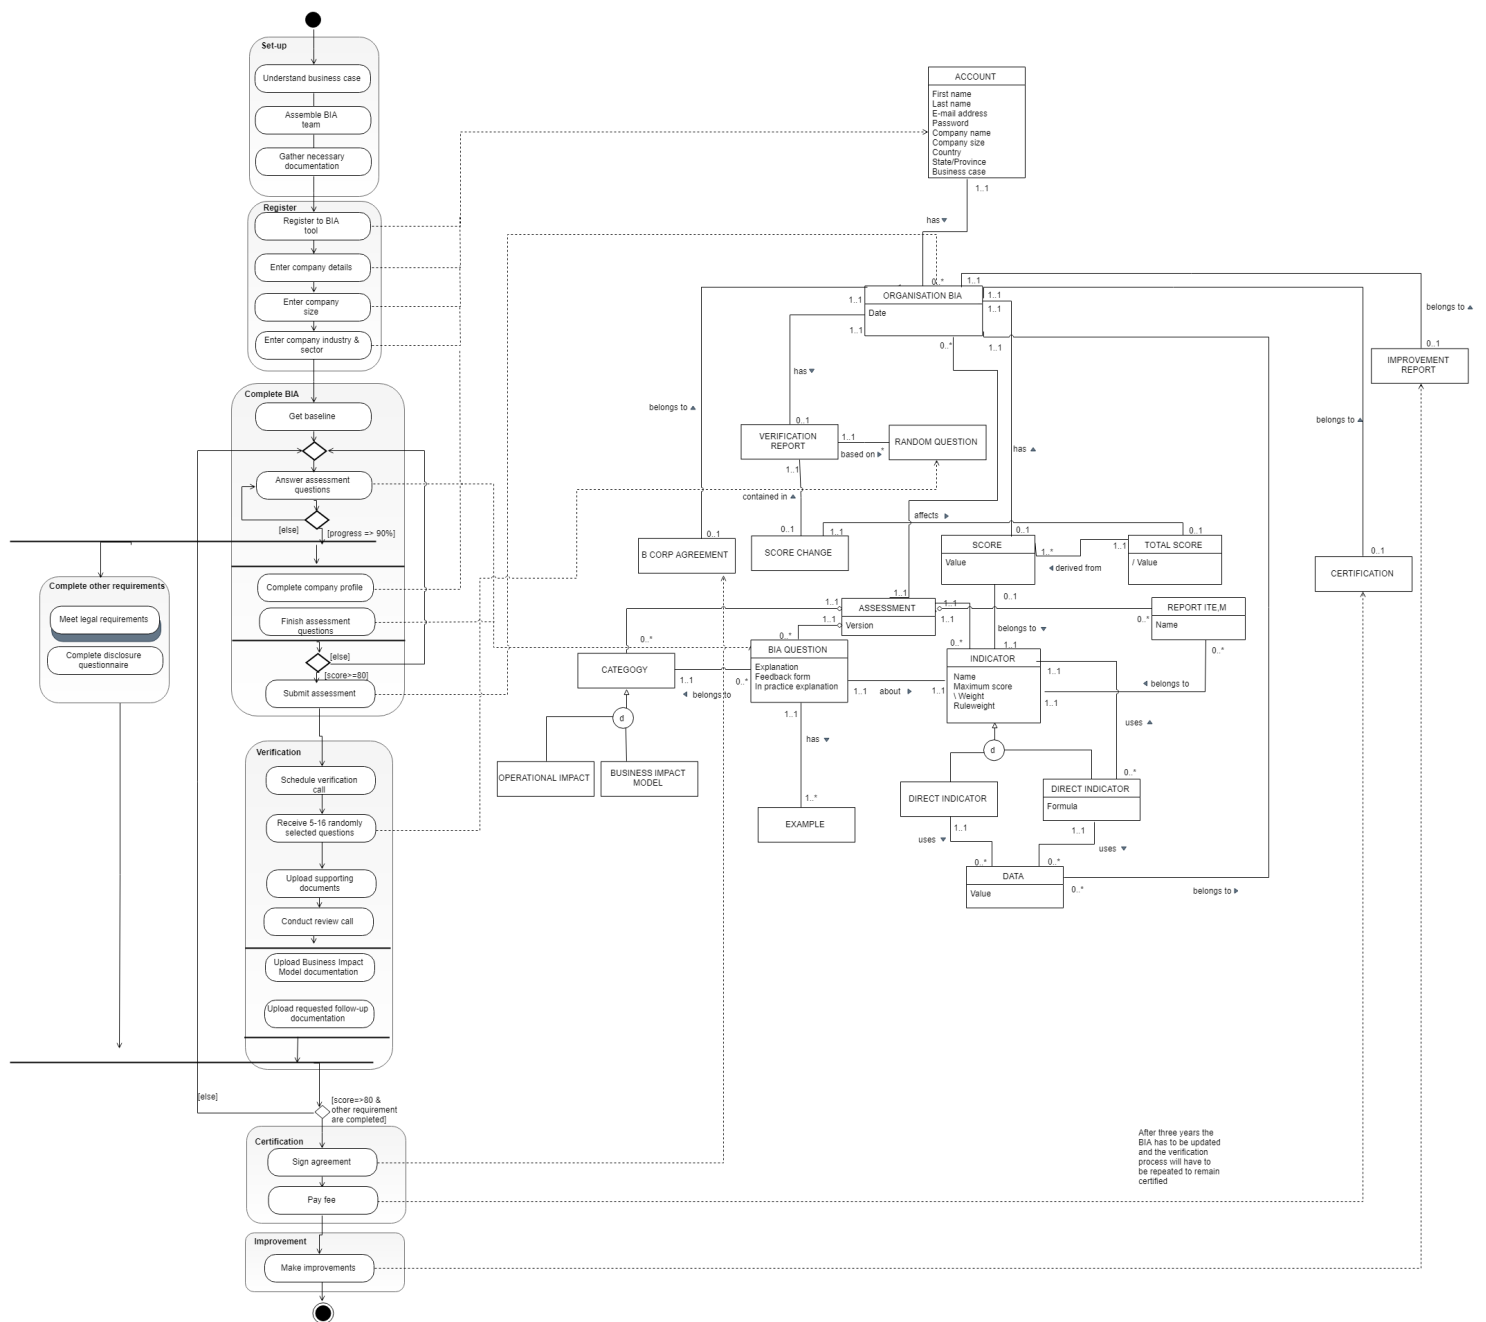 Set-up
Understand business case
Assemble BIA
team
Gather necessary
documentation
Register
Register to BIA
tool
Enter company details
Enter company
size
Enter company industry &
sector
Complete BIA
Get baseline
Answer assessment
questions
[else]
[progress => 90%]
Complete company profile
Finish assessment
questions
[else]
[score>=80]
Submit assessment
Complete other requirements
Meet legal requirements
Complete disclosure
questionnaire
Verification
Schedule verification
call
Receive 5-16 randomly
selected questions
Upload supporting
documents
Conduct review call
Upload Business Impact
Model documentation
Upload requested follow-up
documentation
[else]
[score=>80 &
other requirement
are completed]
Certification
Sign agreement
Pay fee
Improvement
Make improvements
ACCOUNT
First name
Last name
E-mail address
Password
Company name
Company size
Country
State/Province
Business case
1..1
has
0..*
1..1
ORGANISATION BIA
Date
1..1
1..1
1..1
1..1
0..*
1..1
belongs to
0..1
IMPROVEMENT
REPORT
has
belongs to
0..1
VERIFICATION
REPORT
1..1
based on
*
RANDOM QUESTION
1..1
has
belongs to
contained in
affects
0..1
B CORP AGREEMENT
0..1
1..1
SCORE CHANGE
0..1
SCORE
Value
1..*
derived from
1..1
0..1
TOTAL SCORE
/ Value
0..1
CERTIFICATION
0..1
1..1
1..1
1..1
ASSESSMENT
Version
1..1
1..1
0..*
REPORT ITE,M
Name
0..*
belongs to
0..*
0..*
0..*
1..1
CATEGOGY
1..1
belongs to
0..*
BIA QUESTION
Explanation
Feedback form
In practice explanation
1..1
about
1..1
INDICATOR
Name
Maximum score
\ Weight
Ruleweight
1..1
1..1
belongs to
uses
d
OPERATIONAL IMPACT
BUSINESS IMPACT
MODEL
1..1
has
1..*
EXAMPLE
d
0..*
DIRECT INDICATOR
DIRECT INDICATOR
Formula
1..1
uses
1..1
uses
0..*
0..*
DATA
Value
0..*
belongs to
After three years the
BIA has to be updated
and the verification
process will have to
be repeated to remain
certified